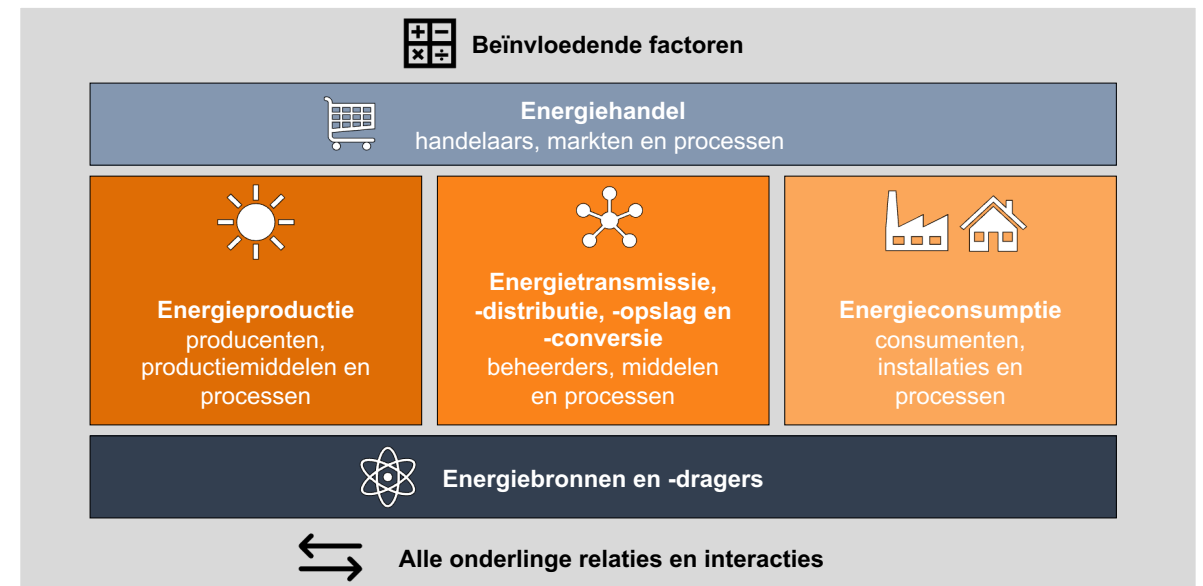 Beïnvloedende factoren
Energiehandel
handelaars, markten en processen
Energieproductie
producenten,
productiemiddelen en
processen
Energietransmissie,
-distributie, -opslag en
-conversie
beheerders, middelen
en processen
Energieconsumptie
consumenten,
installaties en
processen
Energiebronnen en -dragers
Alle onderlinge relaties en interacties